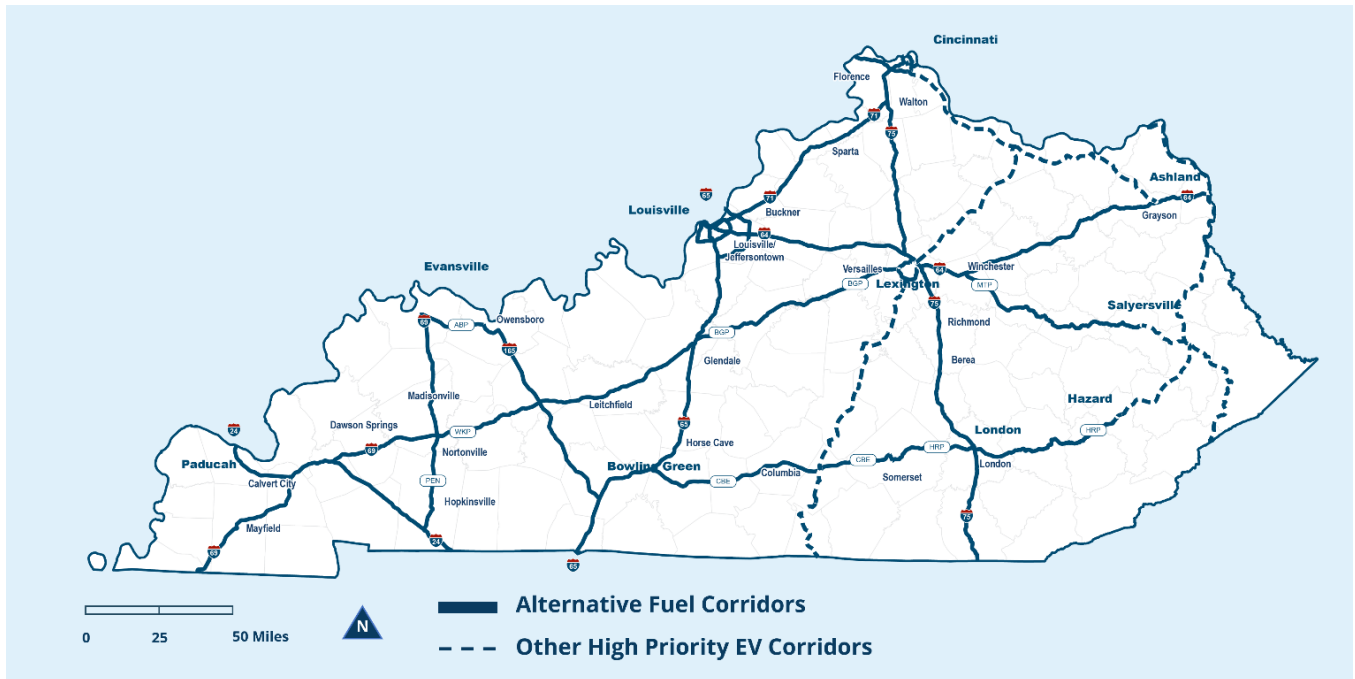 Cincinnati
Florence
Walton
71
75
Sparta
Ashland
65
71
64
Grayson
Louisville
Buckner
64
Louisville/
Jeffersontown
Versailles
64
Winchester
Evansville
BGP
Lexington
MTP
75
Salyersville
69
ABP
Owensboro
Richmond
BGP
165
Glendale
Berea
Madisonville
Leitchfield
Hazard
24
Dawson Springs
WKP
65
London
HRP
69
Nortonville
Horse Cave
HRP
Paducah
Bowling Green
CBE
London
Calvert City
PEN
CBE
Columbia
Somerset
Hopkinsville
75
Mayfield
24
69
65
Alternative Fuel Corridors
0 25 50 Miles
N
Other High Priority EV Corridors